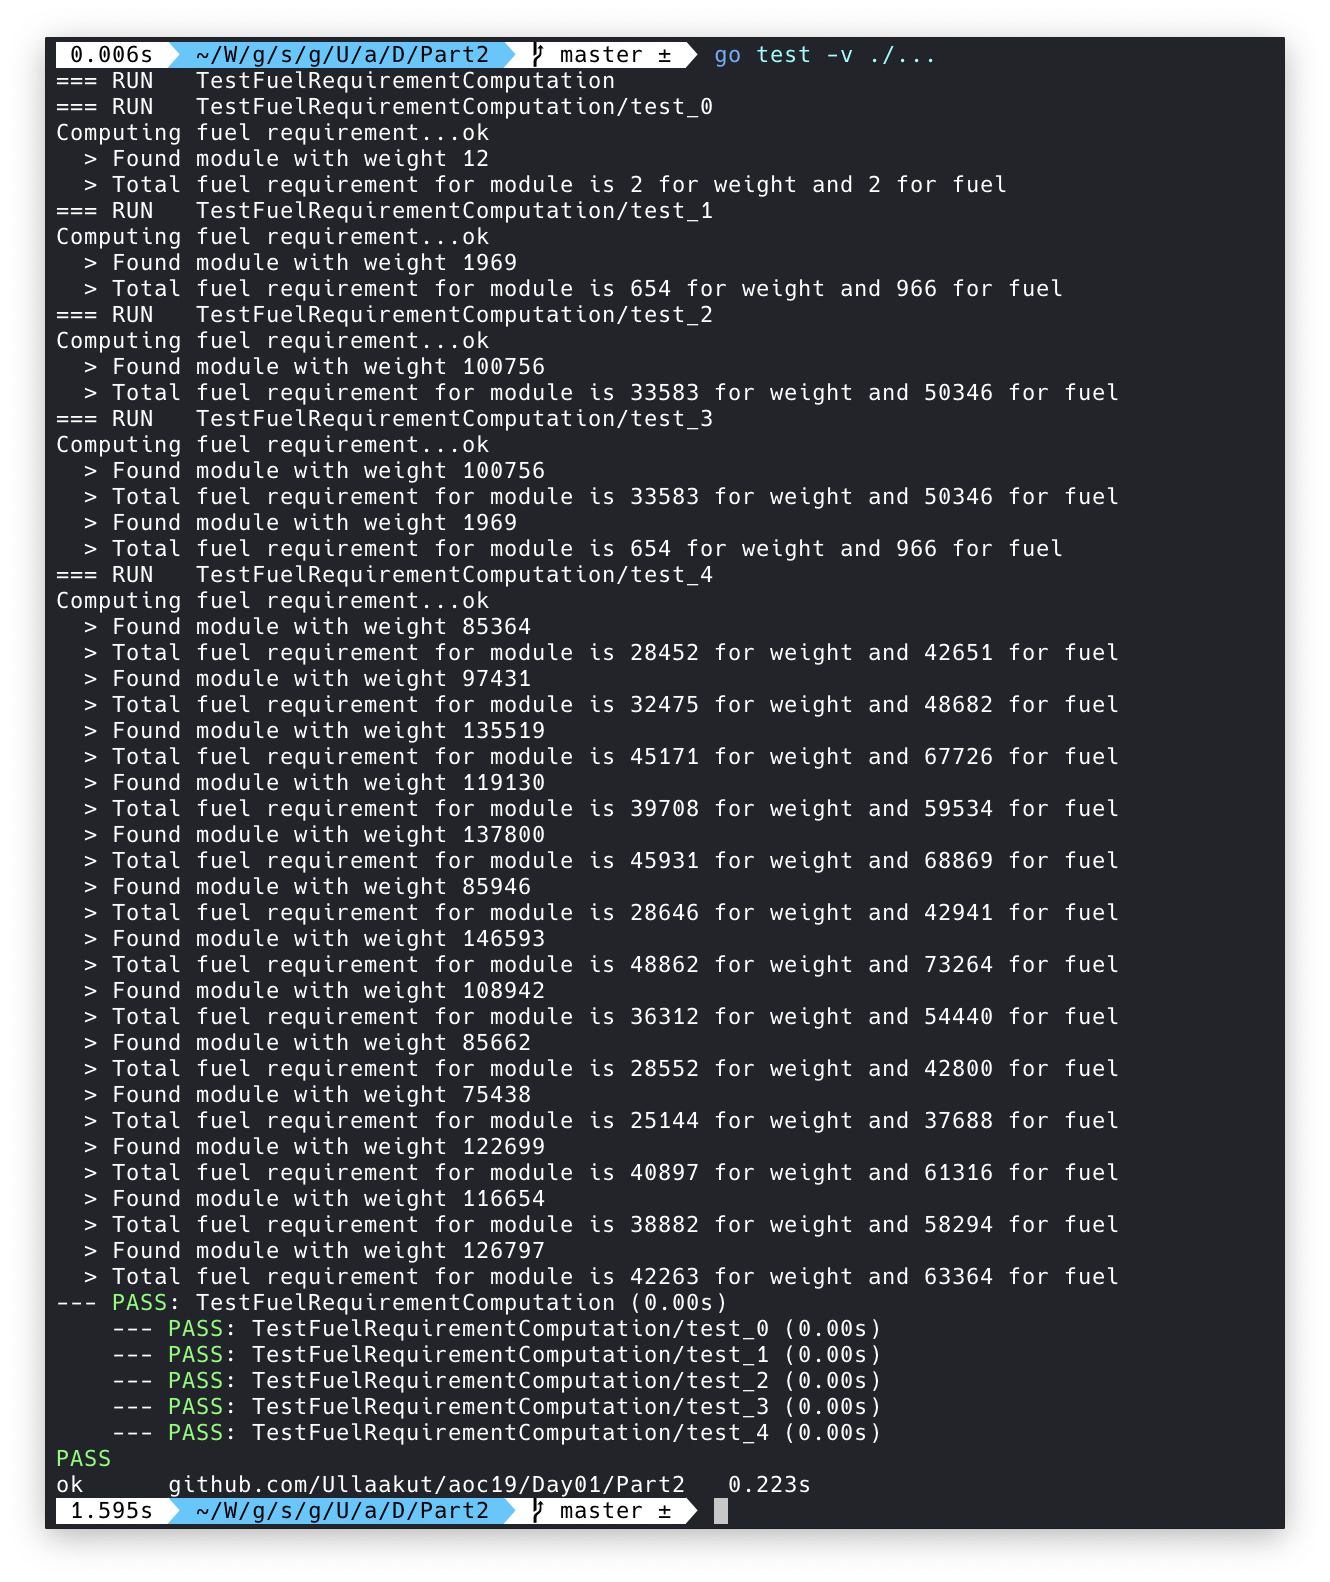 0.006s ~/W/g/s/g/U/a/D/Part2 master ± go test -v ./...
=== RUN   TestFuelRequirementComputation
=== RUN   TestFuelRequirementComputation/test_0
Computing fuel requirement...ok
  > Found module with weight 12
  > Total fuel requirement for module is 2 for weight and 2 for fuel
=== RUN   TestFuelRequirementComputation/test_1
Computing fuel requirement...ok
  > Found module with weight 1969
  > Total fuel requirement for module is 654 for weight and 966 for fuel
=== RUN   TestFuelRequirementComputation/test_2
Computing fuel requirement...ok
  > Found module with weight 100756
  > Total fuel requirement for module is 33583 for weight and 50346 for fuel
=== RUN   TestFuelRequirementComputation/test_3
Computing fuel requirement...ok
  > Found module with weight 100756
  > Total fuel requirement for module is 33583 for weight and 50346 for fuel
  > Found module with weight 1969
  > Total fuel requirement for module is 654 for weight and 966 for fuel
=== RUN   TestFuelRequirementComputation/test_4
Computing fuel requirement...ok
  > Found module with weight 85364
  > Total fuel requirement for module is 28452 for weight and 42651 for fuel
  > Found module with weight 97431
  > Total fuel requirement for module is 32475 for weight and 48682 for fuel
  > Found module with weight 135519
  > Total fuel requirement for module is 45171 for weight and 67726 for fuel
  > Found module with weight 119130
  > Total fuel requirement for module is 39708 for weight and 59534 for fuel
  > Found module with weight 137800
  > Total fuel requirement for module is 45931 for weight and 68869 for fuel
  > Found module with weight 85946
  > Total fuel requirement for module is 28646 for weight and 42941 for fuel
  > Found module with weight 146593
  > Total fuel requirement for module is 48862 for weight and 73264 for fuel
  > Found module with weight 108942
  > Total fuel requirement for module is 36312 for weight and 54440 for fuel
  > Found module with weight 85662
  > Total fuel requirement for module is 28552 for weight and 42800 for fuel
  > Found module with weight 75438
  > Total fuel requirement for module is 25144 for weight and 37688 for fuel
  > Found module with weight 122699
  > Total fuel requirement for module is 40897 for weight and 61316 for fuel
  > Found module with weight 116654
  > Total fuel requirement for module is 38882 for weight and 58294 for fuel
  > Found module with weight 126797
  > Total fuel requirement for module is 42263 for weight and 63364 for fuel
--- PASS: TestFuelRequirementComputation (0.00s)
    --- PASS: TestFuelRequirementComputation/test_0 (0.00s)
    --- PASS: TestFuelRequirementComputation/test_1 (0.00s)
    --- PASS: TestFuelRequirementComputation/test_2 (0.00s)
    --- PASS: TestFuelRequirementComputation/test_3 (0.00s)
    --- PASS: TestFuelRequirementComputation/test_4 (0.00s)
PASS
ok      github.com/Ullaakut/aoc19/Day01/Part2   0.223s
1.595s ~/W/g/s/g/U/a/D/Part2 master ±